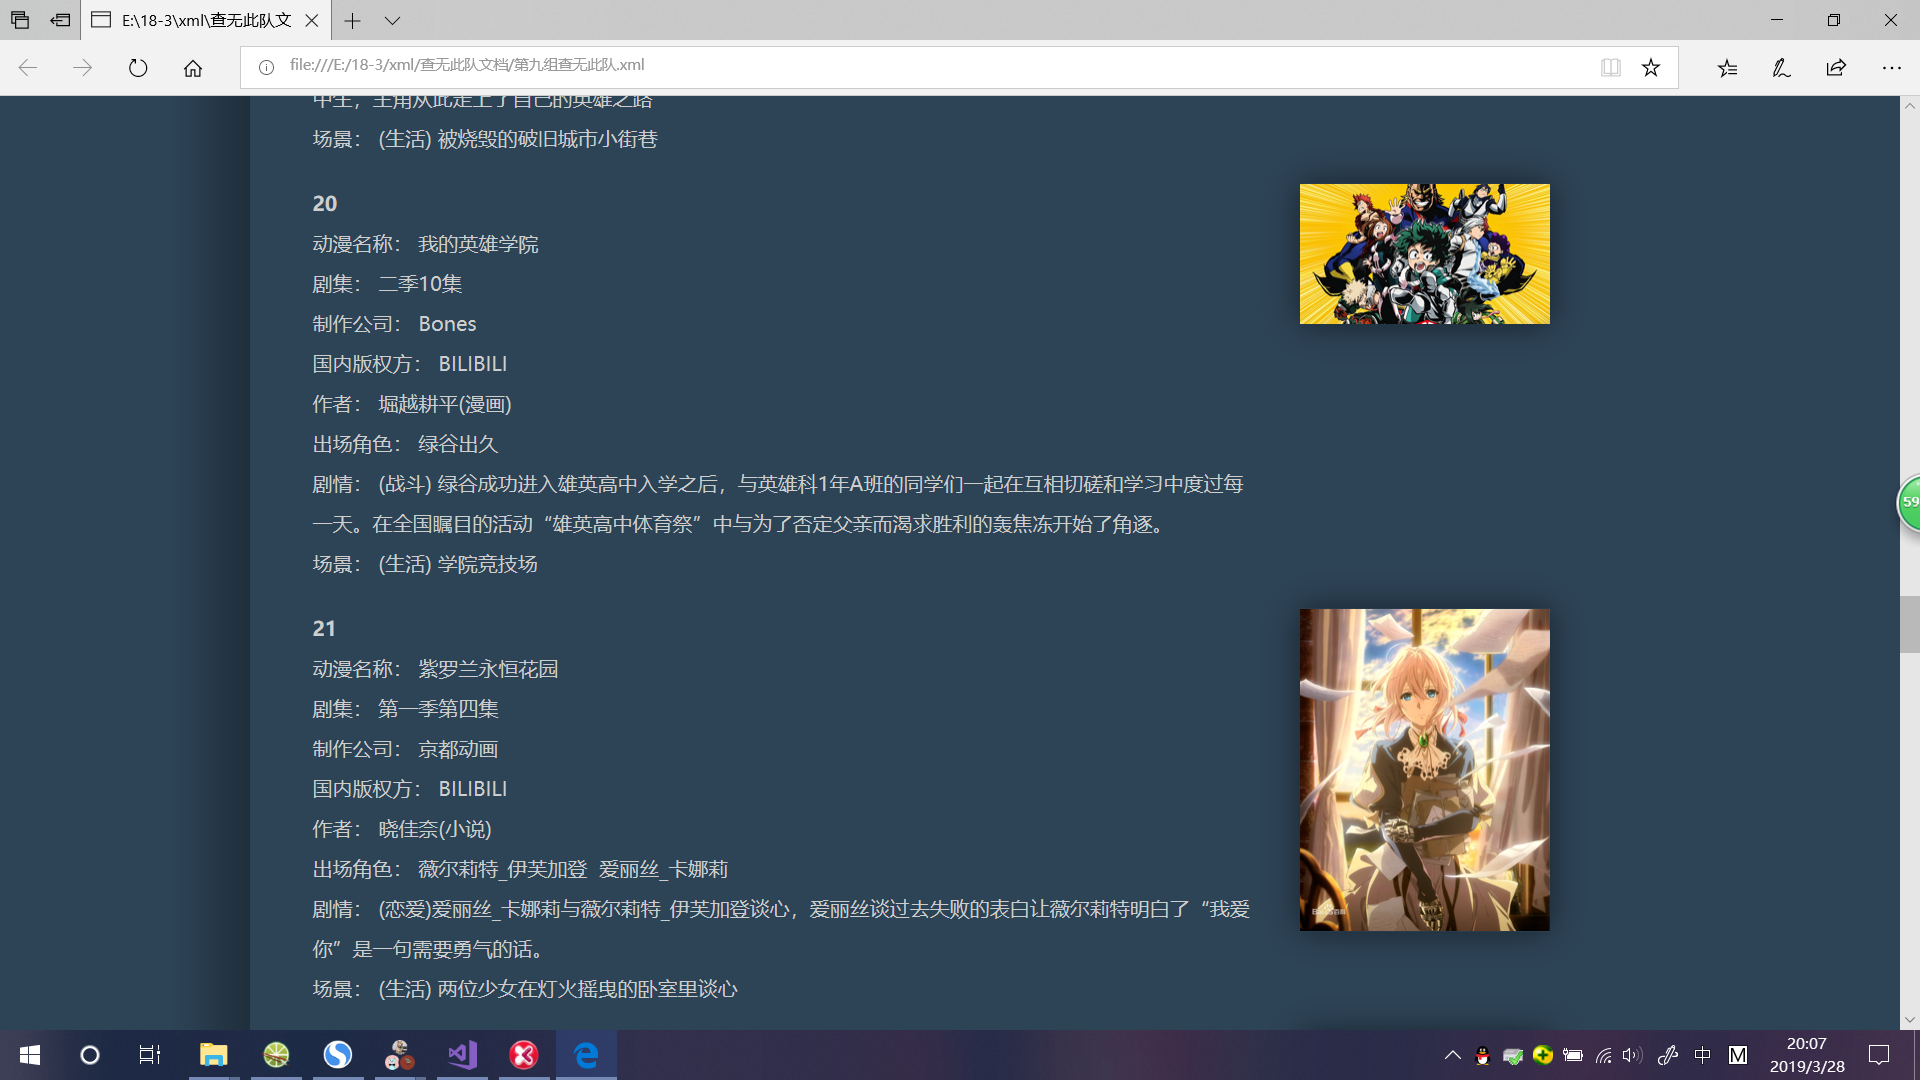 E:\18-3\xml\查无此队文
file:///E:/18-3/xml/查无此队文档/第九组查无此队.xml
中生，主角从此走上了自己的英雄之路
场景： (生活) 被烧毁的破旧城市小街巷
20
动漫名称： 我的英雄学院
剧集： 二季10集
制作公司： Bones
国内版权方： BILIBILI
作者： 堀越耕平(漫画)
出场角色： 绿谷出久
剧情： (战斗) 绿谷成功进入雄英高中入学之后，与英雄科1年A班的同学们一起在互相切磋和学习中度过每
一天。在全国瞩目的活动“雄英高中体育祭”中与为了否定父亲而渴求胜利的轰焦冻开始了角逐。
场景： (生活) 学院竞技场
21
动漫名称： 紫罗兰永恒花园
剧集： 第一季第四集
制作公司： 京都动画
国内版权方： BILIBILI
作者： 晓佳奈(小说)
出场角色： 薇尔莉特_伊芙加登 爱丽丝_卡娜莉
剧情： (恋爱)爱丽丝_卡娜莉与薇尔莉特_伊芙加登谈心，爱丽丝谈过去失败的表白让薇尔莉特明白了“我爱
你”是一句需要勇气的话。
场景： (生活) 两位少女在灯火摇曳的卧室里谈心
59
中
M
20:07
2019/3/28